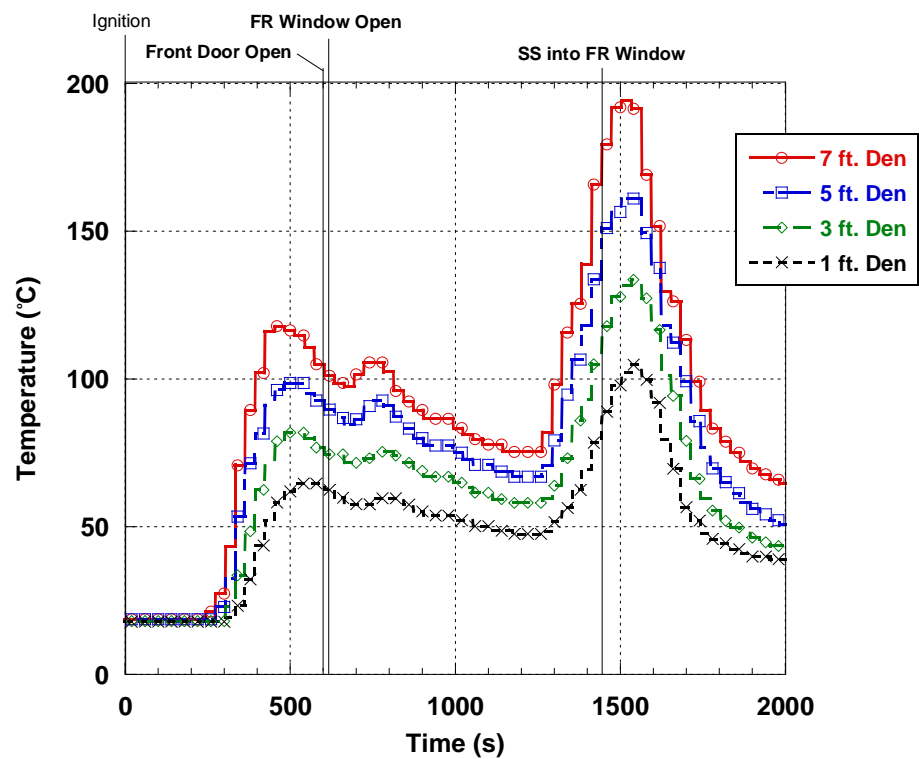 Ignition
FR Window Open
Front Door Open
SS into FR Window
200
150
100
50
0
Temperature (°C)
7 ft. Den
5 ft. Den
3 ft. Den
1 ft. Den
0 500 1000 1500 2000
Time (s)